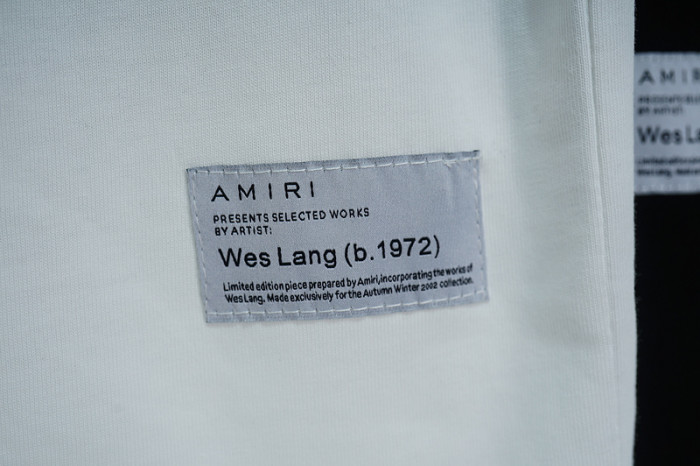 AMIRI
PRESENTS SELECTED WORKS
BY ARTIST:
Wes Lang (b.1972)
Limited edition piece prepared by Amiri,incorporating the works of
Wes Lang. Made exclusively for the Autumn Winter 2002 collection.
AMIR
Wes La